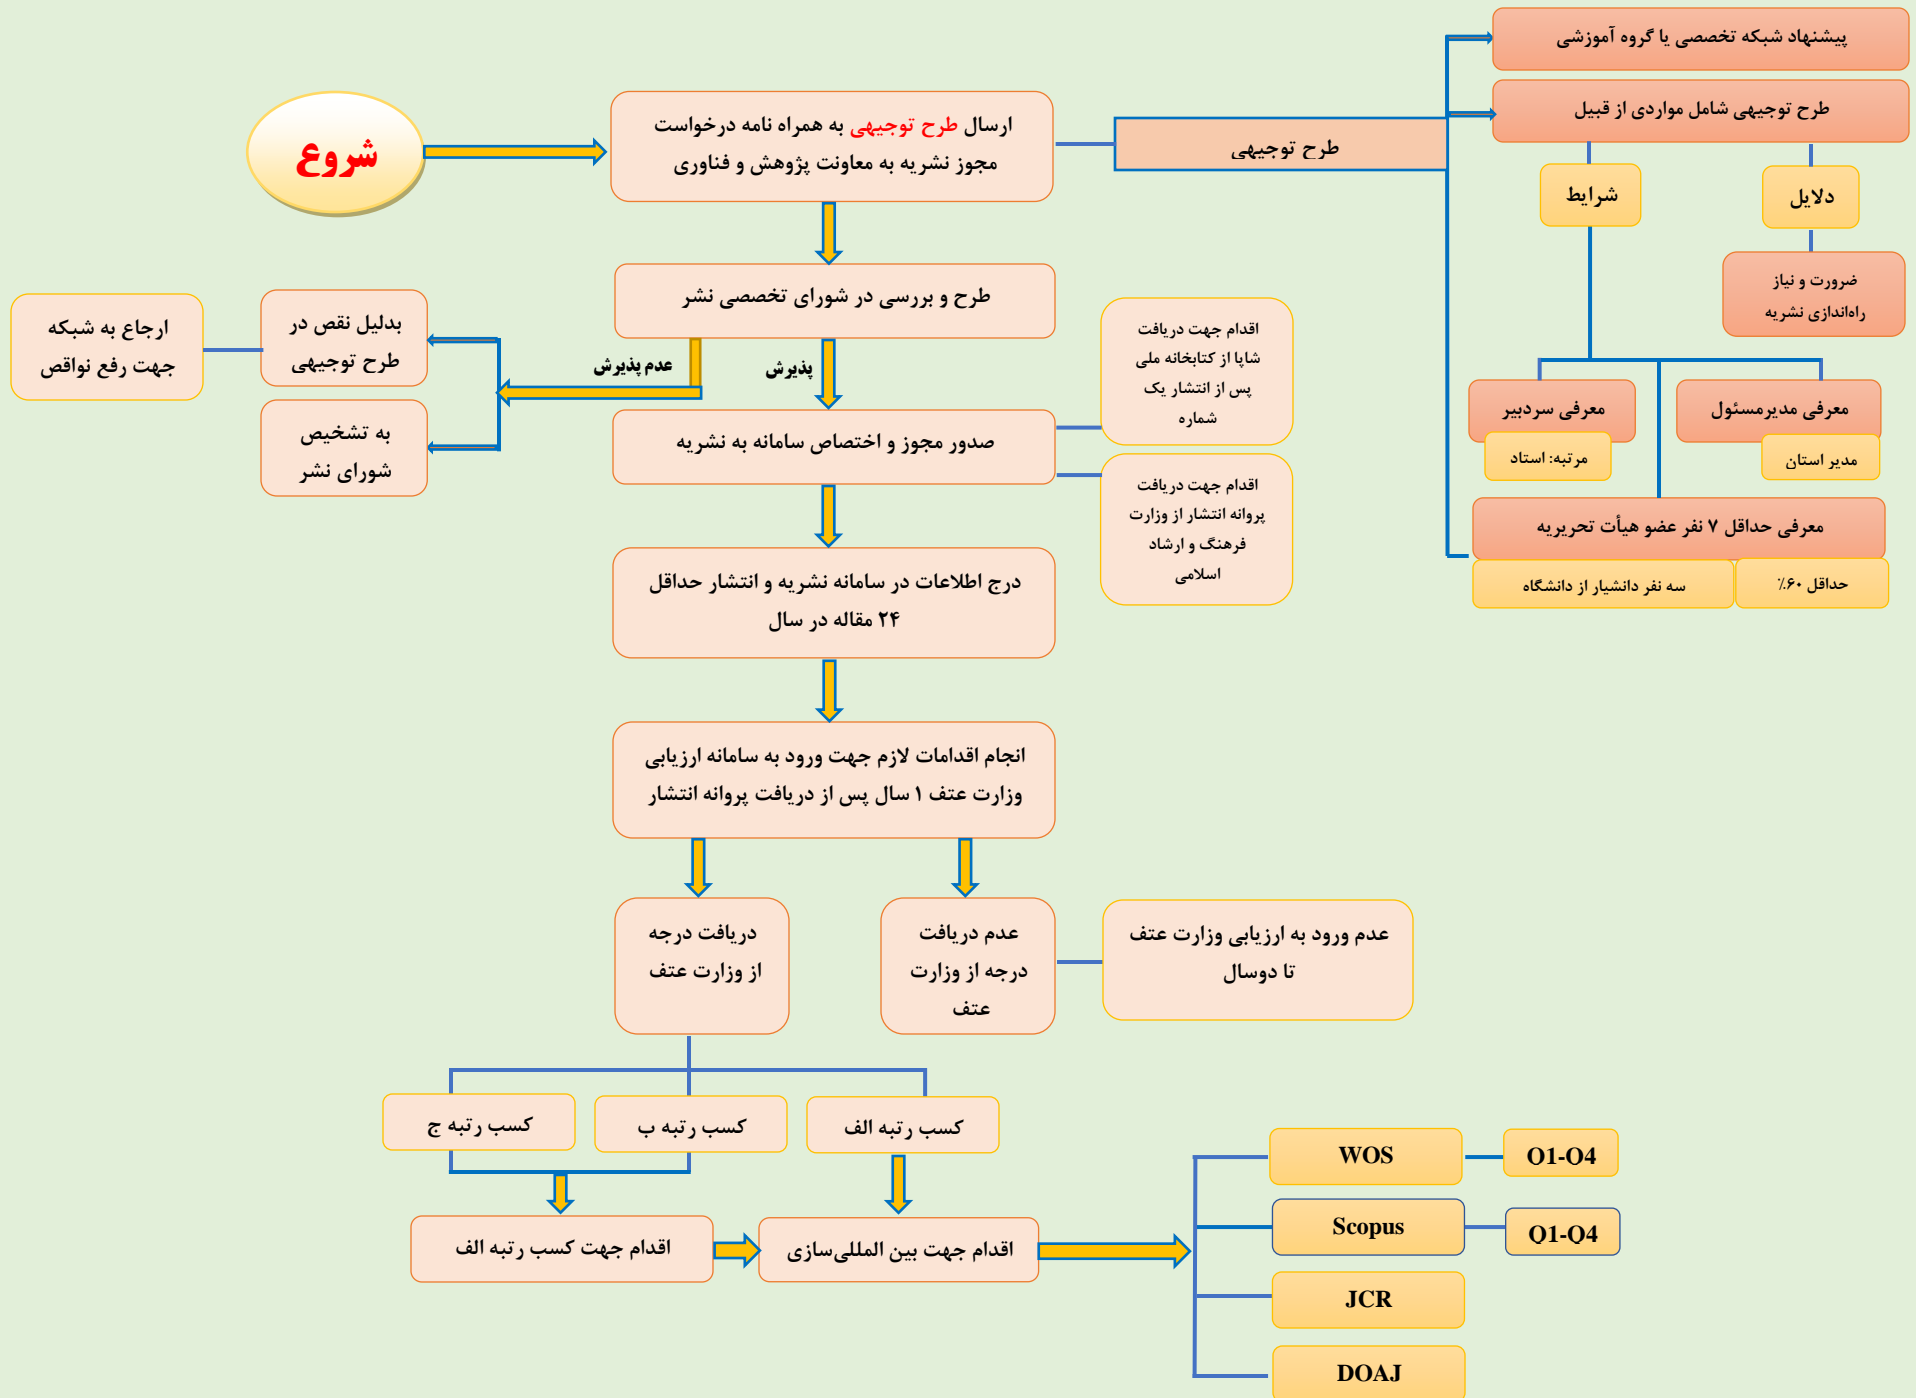 شروع
ارسال طرح توجیهی به همراه نامه درخواست
مجوز نشریه به معاونت پژوهش و فناوری
طرح توجیهی
پیشنهاد شبکه تخصصی یا گروه آموزشی
طرح توجیهی شامل مواردی از قبیل
دلایل
شرایط
ضرورت و نیاز
راه‌اندازی نشریه
معرفی مدیرمسئول
مدیر استان
معرفی سردبیر
مرتبه: استاد
معرفی حداقل ۷ نفر عضو هیأت تحریریه
حداقل ۶۰٪
سه نفر دانشیار از دانشگاه
طرح و بررسی در شورای تخصصی نشر
پذیرش
عدم پذیرش
بدلیل نقص در
طرح توجیهی
ارجاع به شبکه
جهت رفع نواقص
به تشخیص
شورای نشر
صدور مجوز و اختصاص سامانه به نشریه
اقدام جهت دریافت
شاپا از کتابخانه ملی
پس از انتشار یک
شماره
اقدام جهت دریافت
پروانه انتشار از وزارت
فرهنگ و ارشاد
اسلامی
درج اطلاعات در سامانه نشریه و انتشار حداقل
۲۴ مقاله در سال
انجام اقدامات لازم جهت ورود به سامانه ارزیابی
وزارت عتف ۱ سال پس از دریافت پروانه انتشار
عدم دریافت
درجه از وزارت
عتف
عدم ورود به ارزیابی وزارت عتف
تا دوسال
دریافت درجه
از وزارت عتف
کسب رتبه الف
کسب رتبه ب
کسب رتبه ج
اقدام جهت کسب رتبه الف
اقدام جهت بین المللی‌سازی
WOS
Q1-Q4
Scopus
Q1-Q4
JCR
DOAJ